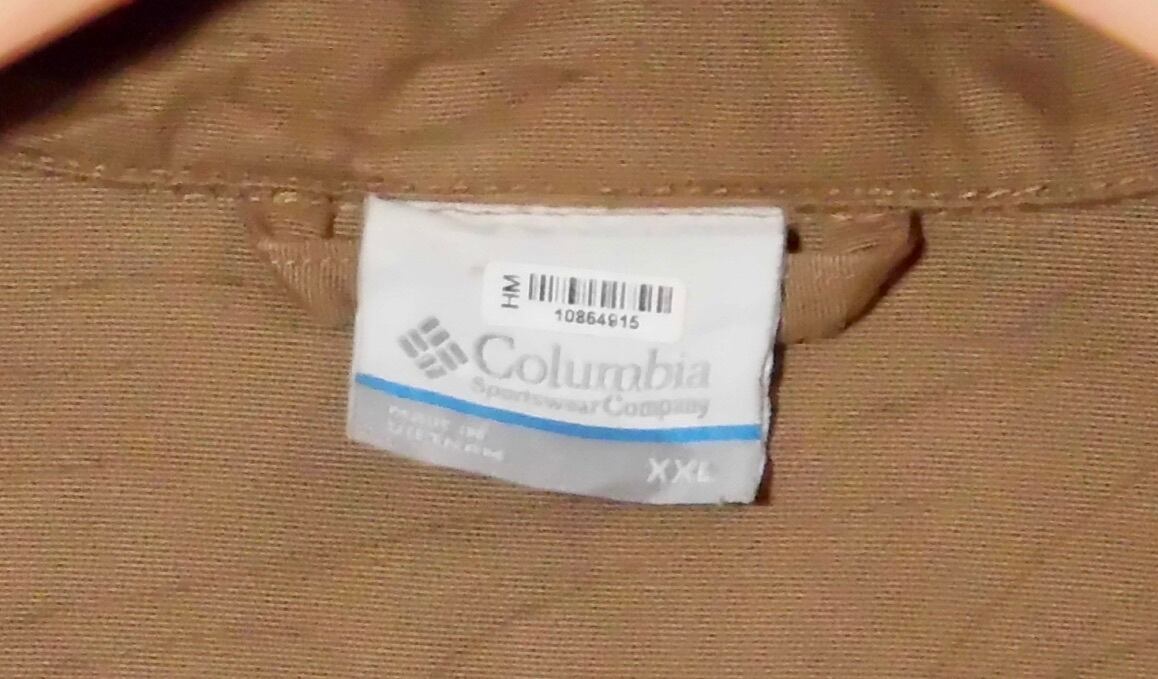 HM
10864915
Columbia
Sportswear Company
MADE IN
VIETNAM
XXL